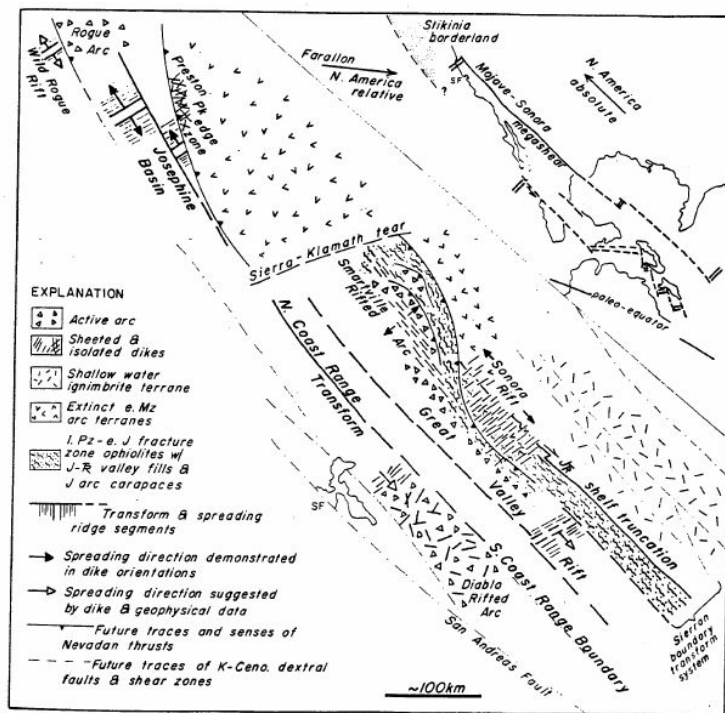 Rogue
Arc
Wild Rogue
Rift
Preston Pk edge
zone
Josephine
Basin
Farallon
N. America
relative
Stikinia
borderland
?
SF
Mojave-Sonora
megashear
N. America
absolute
paleo-equator
Sierra-Klamath tear
Smartville
Rifted
Arc
N. Coast Range
Transform
Great
Valley
Rift
Sonora
Rift
J
shelf truncation
S. Coast Range Boundary
Diabla
Rifted
Arc
SF
San Andreas Fault
Sierran
boundary
transform
system
~100km
EXPLANATION
Active arc
Sheeted &
isolated dikes
Shallow water
ignimbrite terrane
Extinct e. Mz
arc terranes
l. Pz-e. J fracture
zone ophiolites w/
J-Ꞧ valley fills &
J arc carapaces
Transform & spreading
ridge segments
Spreading direction demonstrated
in dike orientations
Spreading direction suggested
by dike & geophysical data
Future traces and senses of
Nevadan thrusts
Future traces of K-Ceno. dextral
faults & shear zones